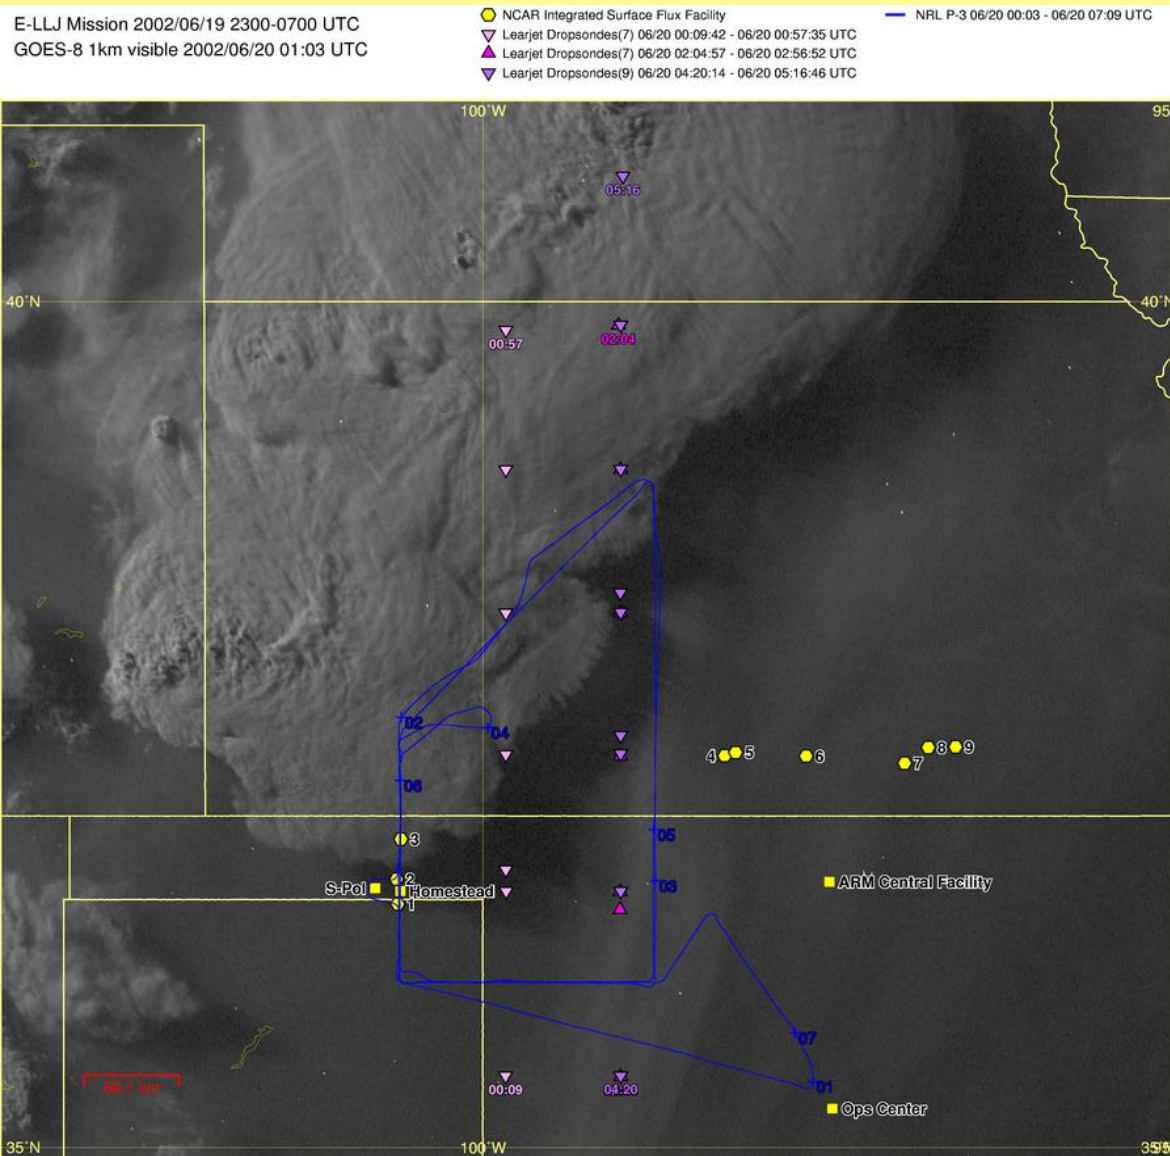 E-LLJ Mission 2002/06/19 2300-0700 UTC
GOES-8 1km visible 2002/06/20 01:03 UTC
NCAR Integrated Surface Flux Facility
Learjet Dropsondes(7) 06/20 00:09:42 - 06/20 00:57:35 UTC
Learjet Dropsondes(7) 06/20 02:04:57 - 06/20 02:56:52 UTC
Learjet Dropsondes(9) 06/20 04:20:14 - 06/20 05:16:46 UTC
NRL P-3 06/20 00:03 - 06/20 07:09 UTC
100°W
95
05:16
40°N
40°N
00:57
02:04
02
04
06
4
5
6
7
8
9
05
3
2
S-Pol
Homestead
03
ARM Central Facility
1
07
60.1 km
00:09
04:20
01
Ops Center
35°N
100°W